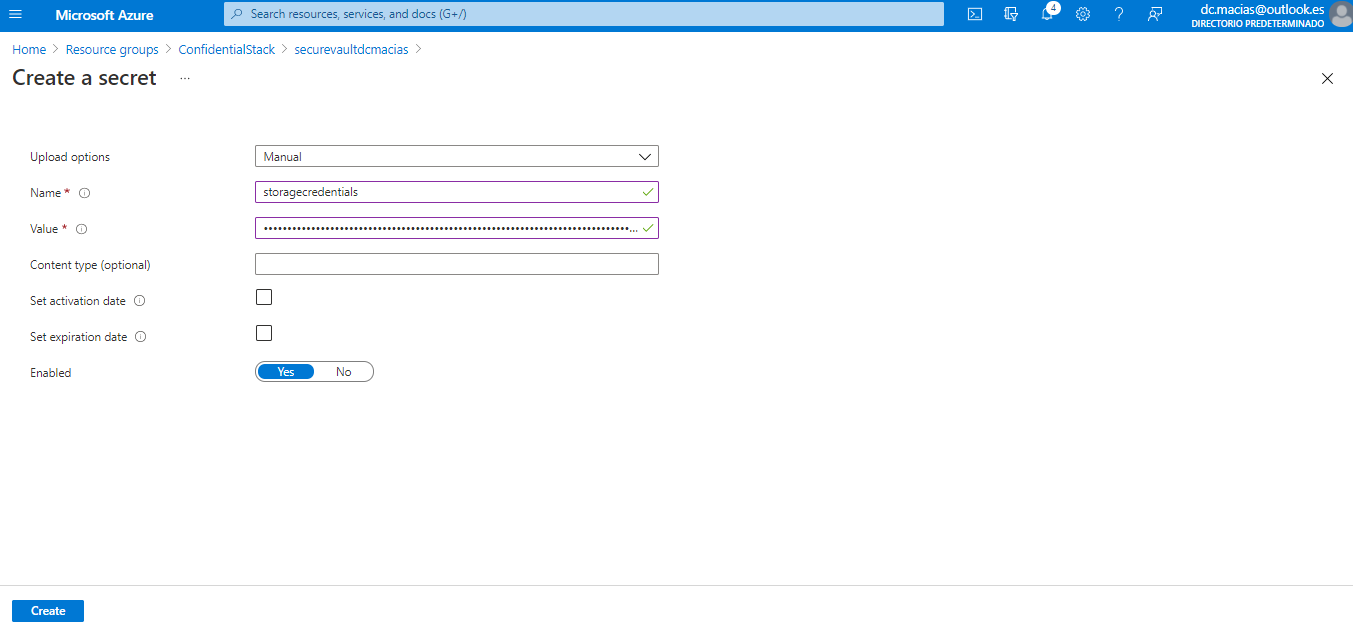 Microsoft Azure
Search resources, services, and docs (G+/)
4
dc.macias@outlook.es
DIRECTORIO PREDETERMINADO
Home > Resource groups > ConfidentialStack > securevaultdcmacias >
Create a secret ...
Upload options Manual
Name * storagecredentials
Value * ••••••••••••••••••••••••••••••••••••••••••••••••••••••••••••••••••••••••••••••...
Content type (optional)
Set activation date
Set expiration date
Enabled Yes No
Create